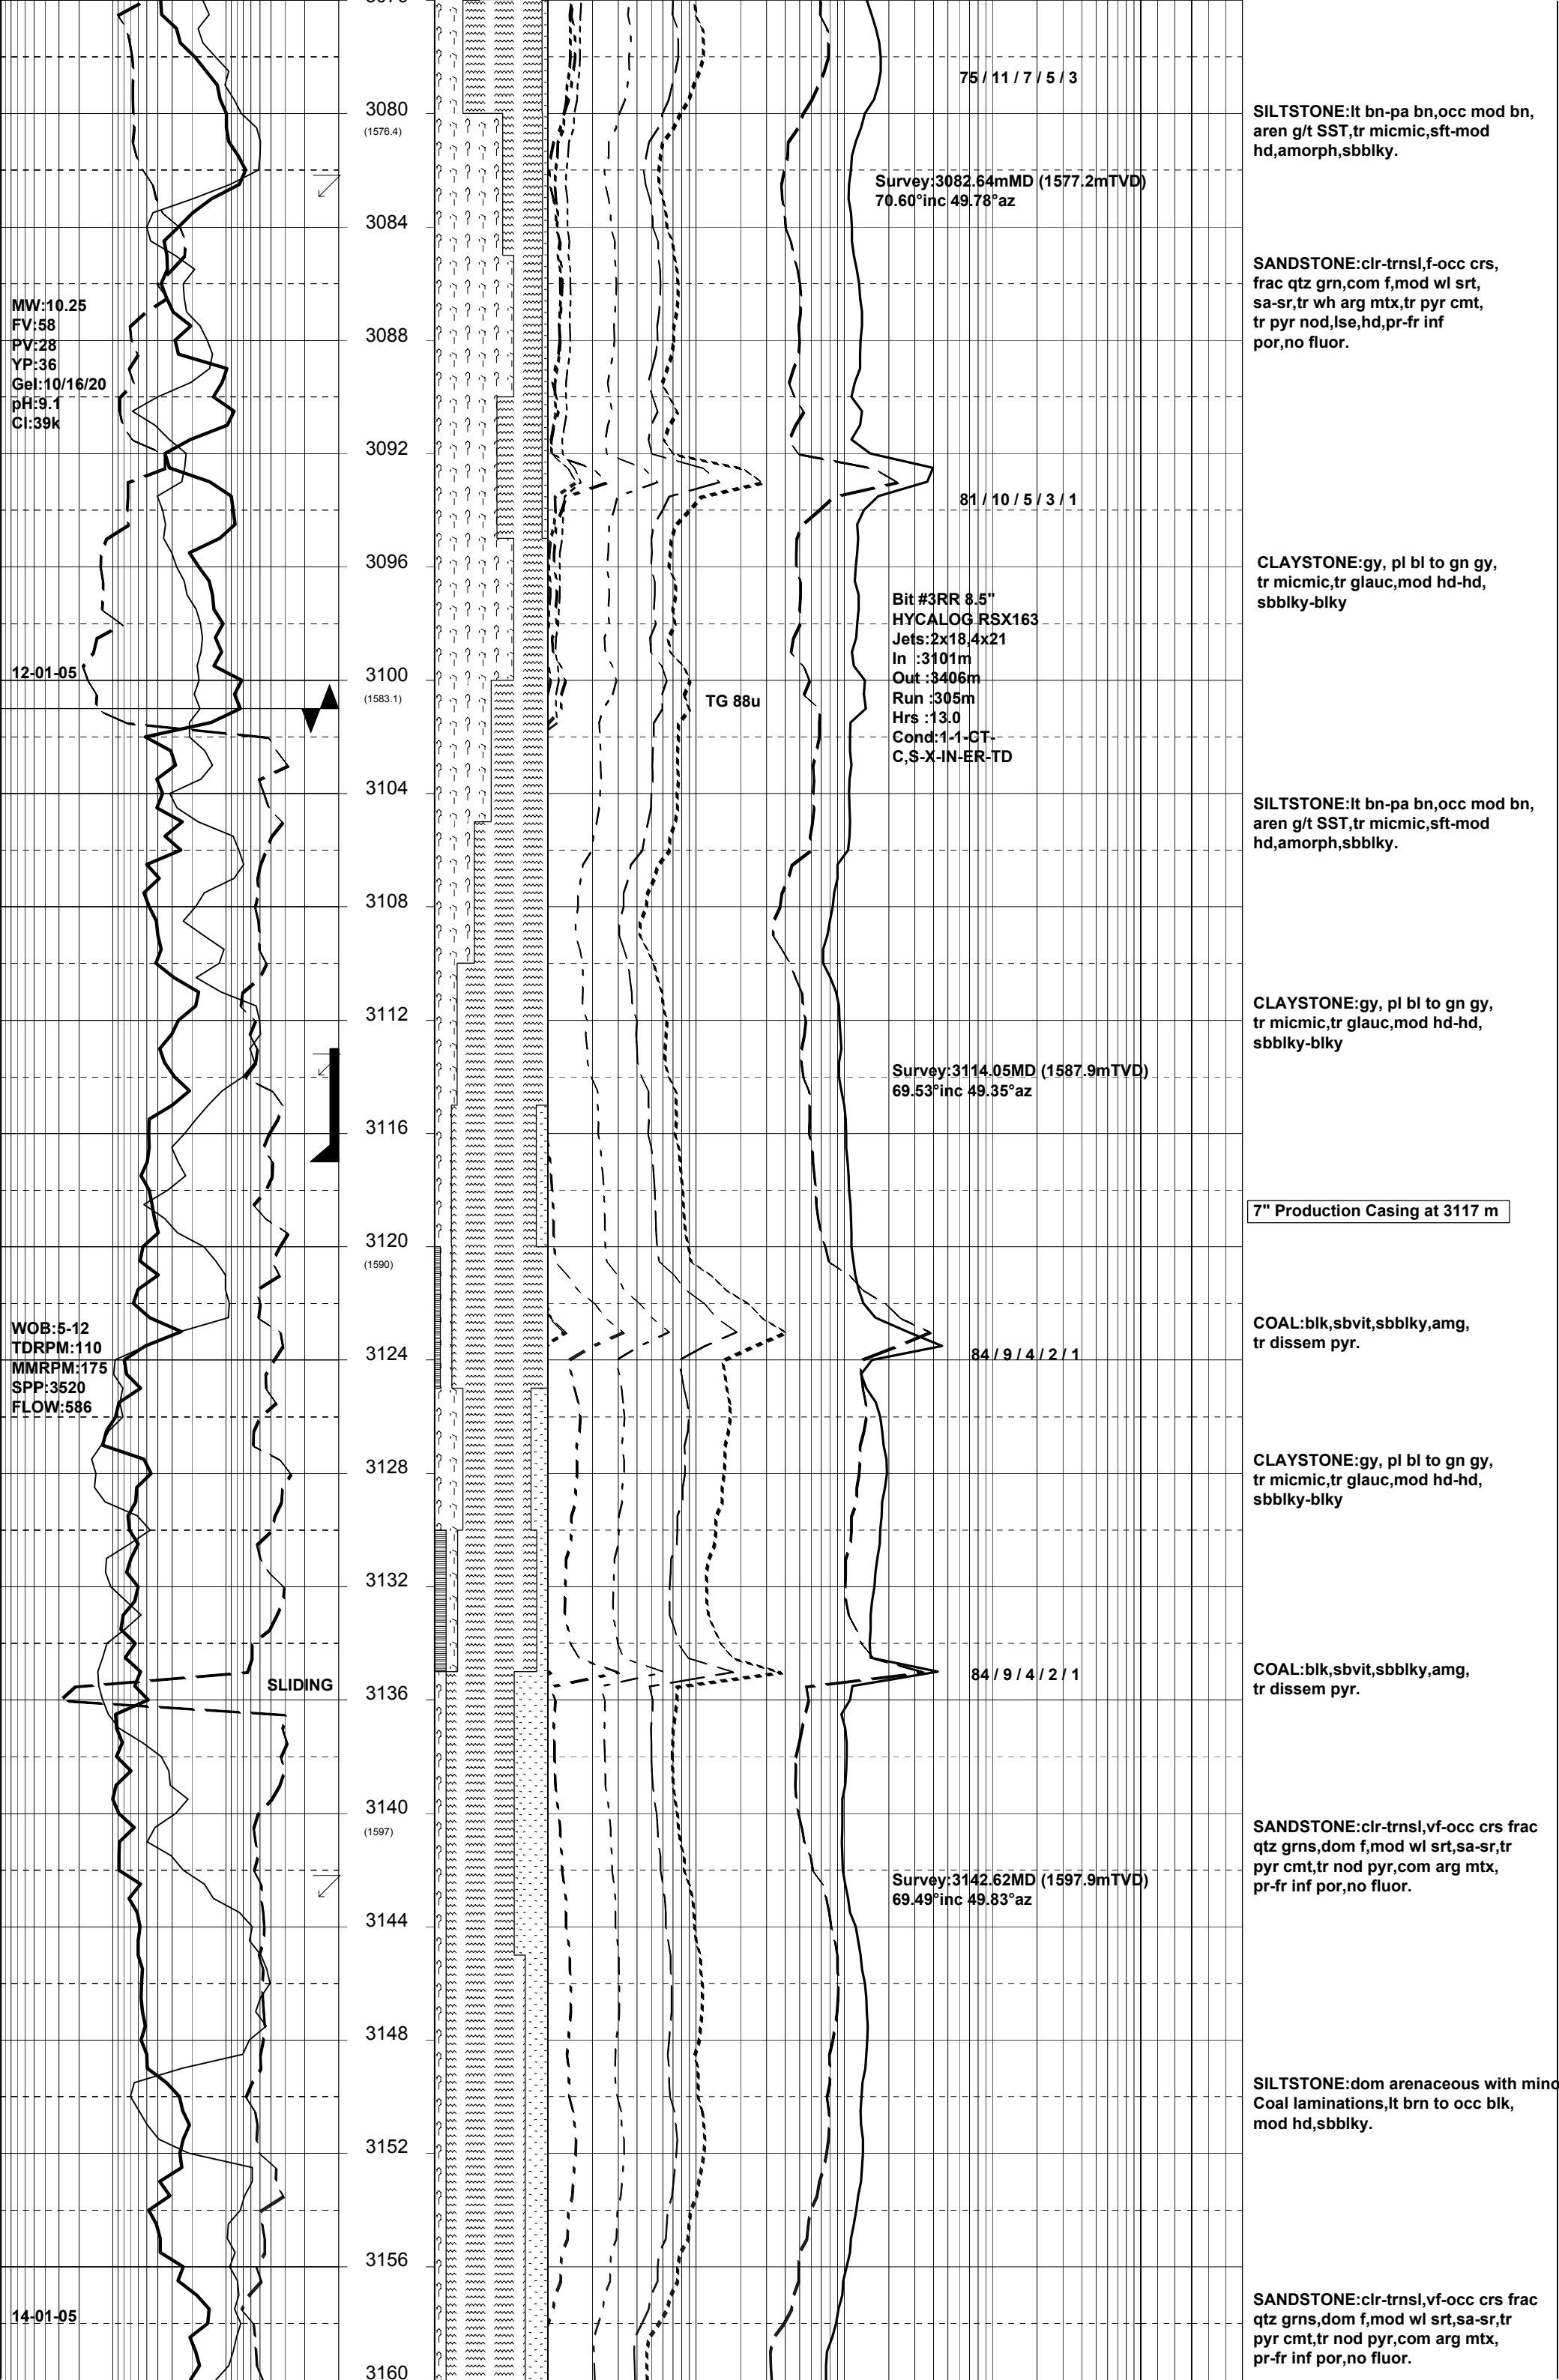 75 / 11 / 7 / 5 / 3
3080
(1576.4)
SILTSTONE:lt bn-pa bn,occ mod bn,
aren g/t SST,tr micmic,sft-mod
hd,amorph,sbblky.
Survey:3082.64mMD (1577.2mTVD)
70.60°inc 49.78°az
3084
SANDSTONE:clr-trnsl,f-occ crs,
frac qtz grn,com f,mod wl srt,
sa-sr,tr wh arg mtx,tr pyr cmt,
tr pyr nod,lse,hd,pr-fr inf
por,no fluor.
MW:10.25
FV:58
PV:28
YP:36
Gel:10/16/20
pH:9.1
Cl:39k
3088
3092
81 / 10 / 5 / 3 / 1
3096
CLAYSTONE:gy, pl bl to gn gy,
tr micmic,tr glauc,mod hd-hd,
sbblky-blky
Bit #3RR 8.5"
HYCALOG RSX163
Jets:2x18,4x21
In :3101m
Out :3406m
Run :305m
Hrs :13.0
Cond:1-1-CT-
C,S-X-IN-ER-TD
12-01-05
3100
(1583.1)
TG 88u
3104
SILTSTONE:lt bn-pa bn,occ mod bn,
aren g/t SST,tr micmic,sft-mod
hd,amorph,sbblky.
3108
3112
CLAYSTONE:gy, pl bl to gn gy,
tr micmic,tr glauc,mod hd-hd,
sbblky-blky
Survey:3114.05MD (1587.9mTVD)
69.53°inc 49.35°az
3116
7" Production Casing at 3117 m
3120
(1590)
WOB:5-12
TDRPM:110
MMRPM:175
SPP:3520
FLOW:586
COAL:blk,sbvit,sbblky,amg,
tr dissem pyr.
3124
84 / 9 / 4 / 2 / 1
3128
CLAYSTONE:gy, pl bl to gn gy,
tr micmic,tr glauc,mod hd-hd,
sbblky-blky
3132
84 / 9 / 4 / 2 / 1
SLIDING
COAL:blk,sbvit,sbblky,amg,
tr dissem pyr.
3136
3140
(1597)
SANDSTONE:clr-trnsl,vf-occ crs frac
qtz grns,dom f,mod wl srt,sa-sr,tr
pyr cmt,tr nod pyr,com arg mtx,
pr-fr inf por,no fluor.
Survey:3142.62MD (1597.9mTVD)
69.49°inc 49.83°az
3144
3148
SILTSTONE:dom arenaceous with mino
Coal laminations,lt brn to occ blk,
mod hd,sbblky.
3152
3156
14-01-05
SANDSTONE:clr-trnsl,vf-occ crs frac
qtz grns,dom f,mod wl srt,sa-sr,tr
pyr cmt,tr nod pyr,com arg mtx,
pr-fr inf por,no fluor.
3160